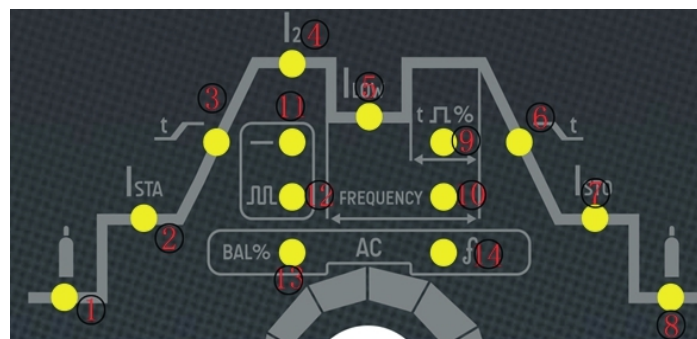 I2 ④
ILOW ⑤
③ ⑪ t % ⑥
t ⑨ t
ISTA ⑫ FREQUENCY ⑩ ISTO ⑦
②
BAL% AC f ⑭
⑬
① ⑧